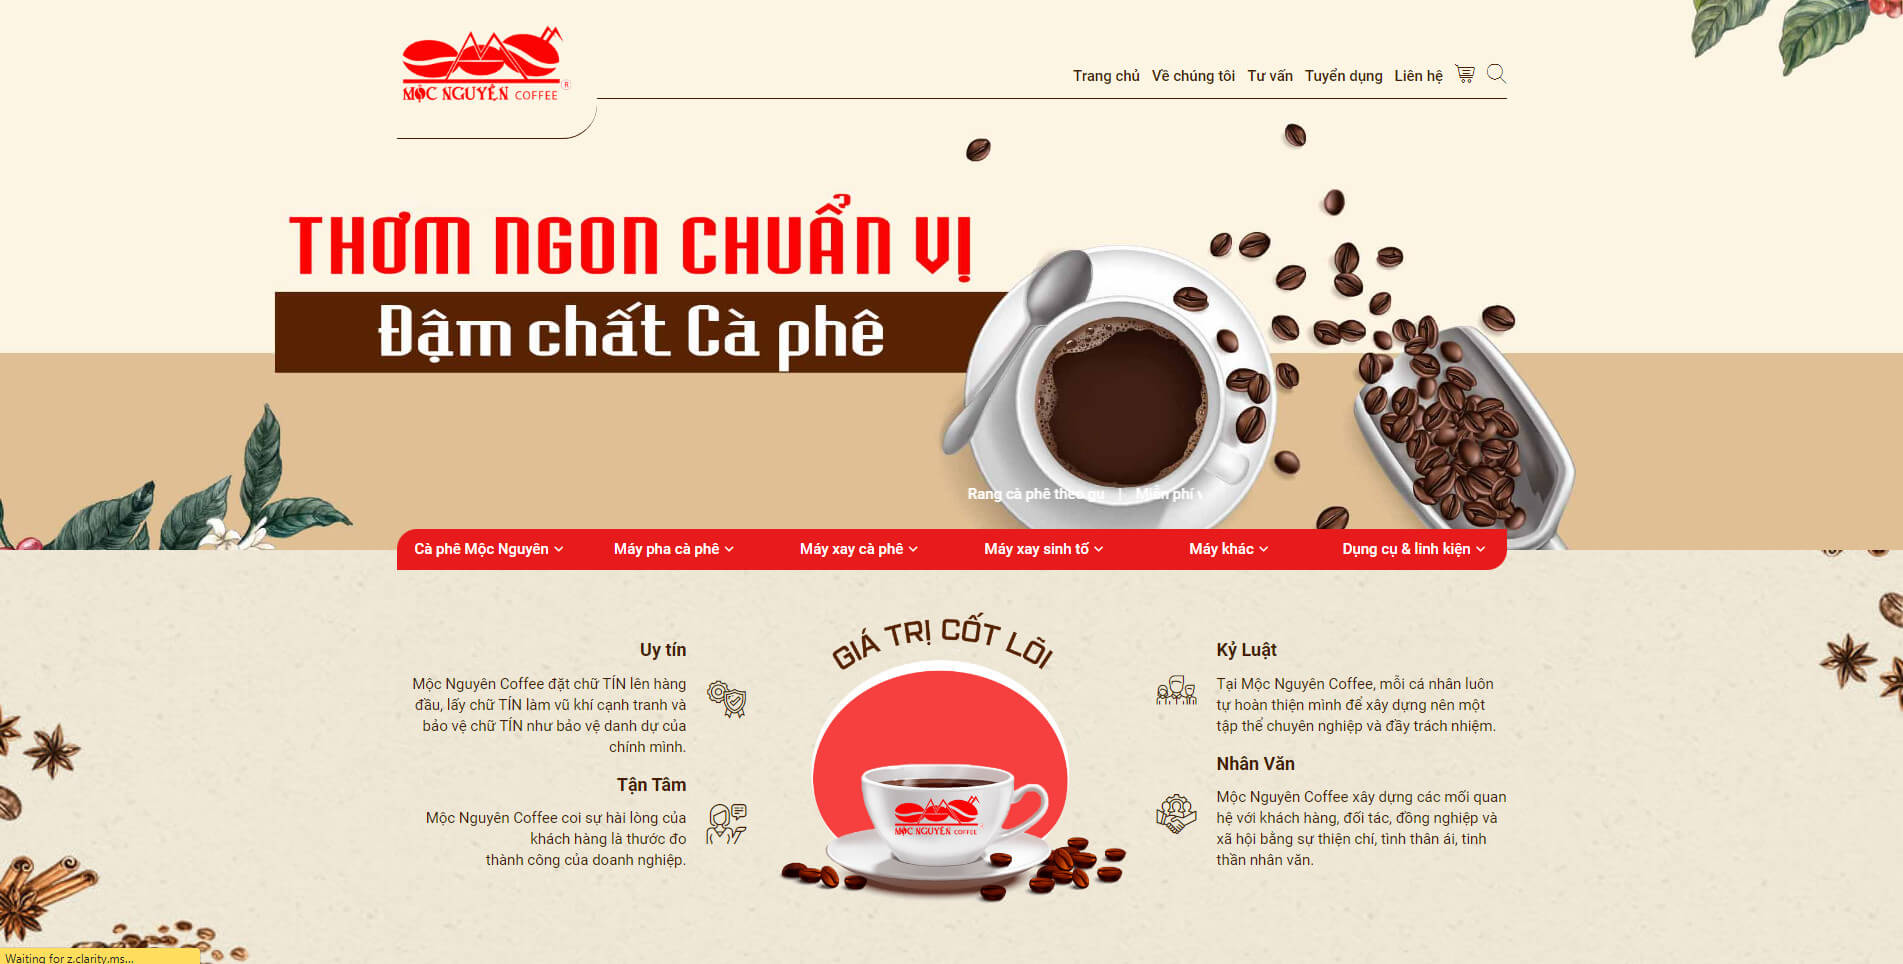 MỘC NGUYÊN COFFEE ®
Trang chủ Về chúng tôi Tư vấn Tuyển dụng Liên hệ
THƠM NGON CHUẨN VỊ
Đậm chất Cà phê
Rang cà phê theo gu | Miễn phí
Cà phê Mộc Nguyên Máy pha cà phê Máy xay cà phê Máy xay sinh tố Máy khác Dụng cụ & linh kiện
GIÁ TRỊ CỐT LÕI
Uy tín
Mộc Nguyên Coffee đặt chữ TÍN lên hàng
đầu, lấy chữ TÍN làm vũ khí cạnh tranh và
bảo vệ chữ TÍN như bảo vệ danh dự của
chính mình.
Tận Tâm
Mộc Nguyên Coffee coi sự hài lòng của
khách hàng là thước đo
thành công của doanh nghiệp.
MỘC NGUYÊN COFFEE
Kỷ Luật
Tại Mộc Nguyên Coffee, mỗi cá nhân luôn
tự hoàn thiện mình để xây dựng nên một
tập thể chuyên nghiệp và đầy trách nhiệm.
Nhân Văn
Mộc Nguyên Coffee xây dựng các mối quan
hệ với khách hàng, đối tác, đồng nghiệp và
xã hội bằng sự thiện chí, tình thân ái, tinh
thần nhân văn.
Waiting for z.clarity.ms...